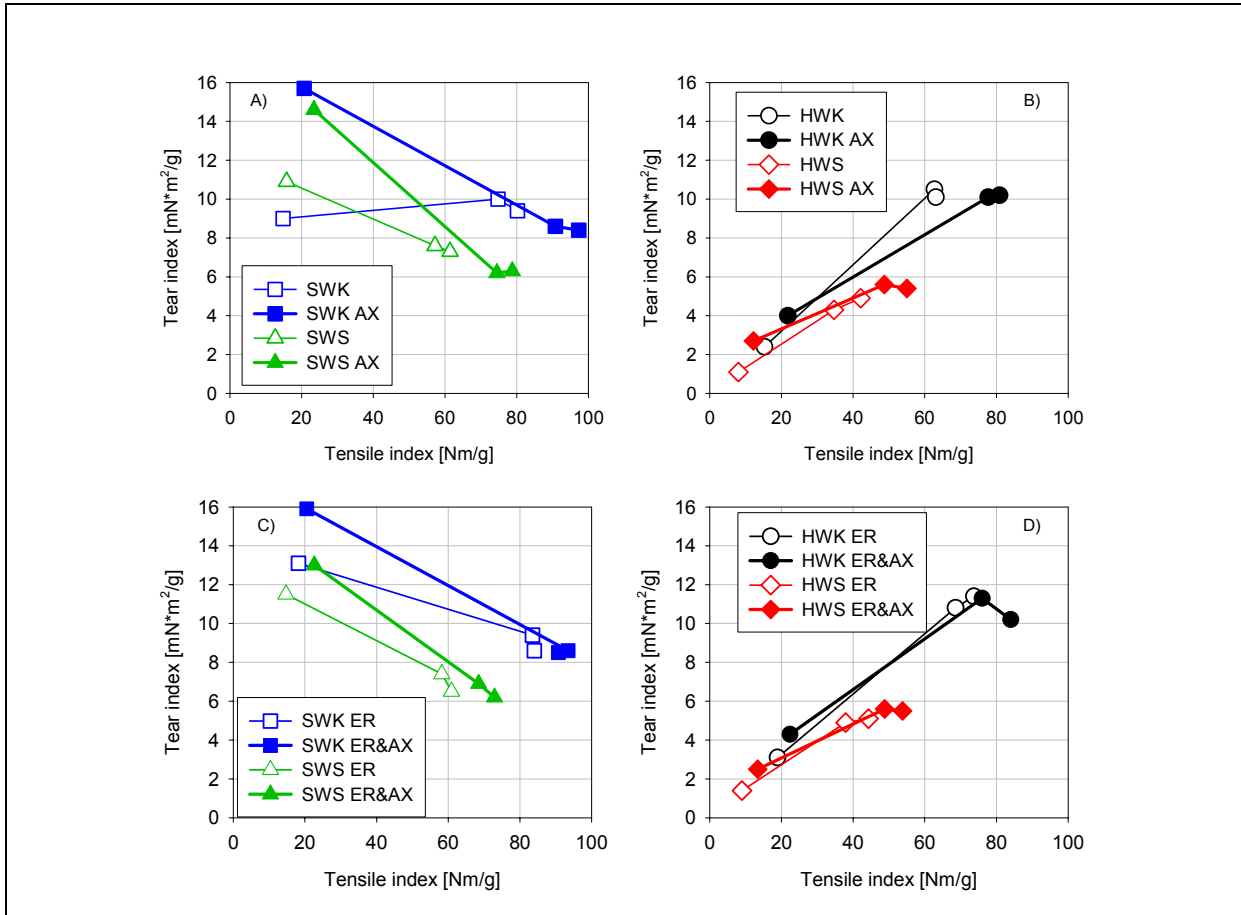 A)
Tear index [mN*m²/g]
16
14
12
10
8
6
4
2
0
SWK
SWK AX
SWS
SWS AX
0 20 40 60 80 100
Tensile index [Nm/g]
B)
Tear index [mN*m²/g]
16
14
12
10
8
6
4
2
0
HWK
HWK AX
HWS
HWS AX
0 20 40 60 80 100
Tensile index [Nm/g]
C)
Tear index [mN*m²/g]
16
14
12
10
8
6
4
2
0
SWK ER
SWK ER&AX
SWS ER
SWS ER&AX
0 20 40 60 80 100
Tensile index [Nm/g]
D)
Tear index [mN*m²/g]
16
14
12
10
8
6
4
2
0
HWK ER
HWK ER&AX
HWS ER
HWS ER&AX
0 20 40 60 80 100
Tensile index [Nm/g]